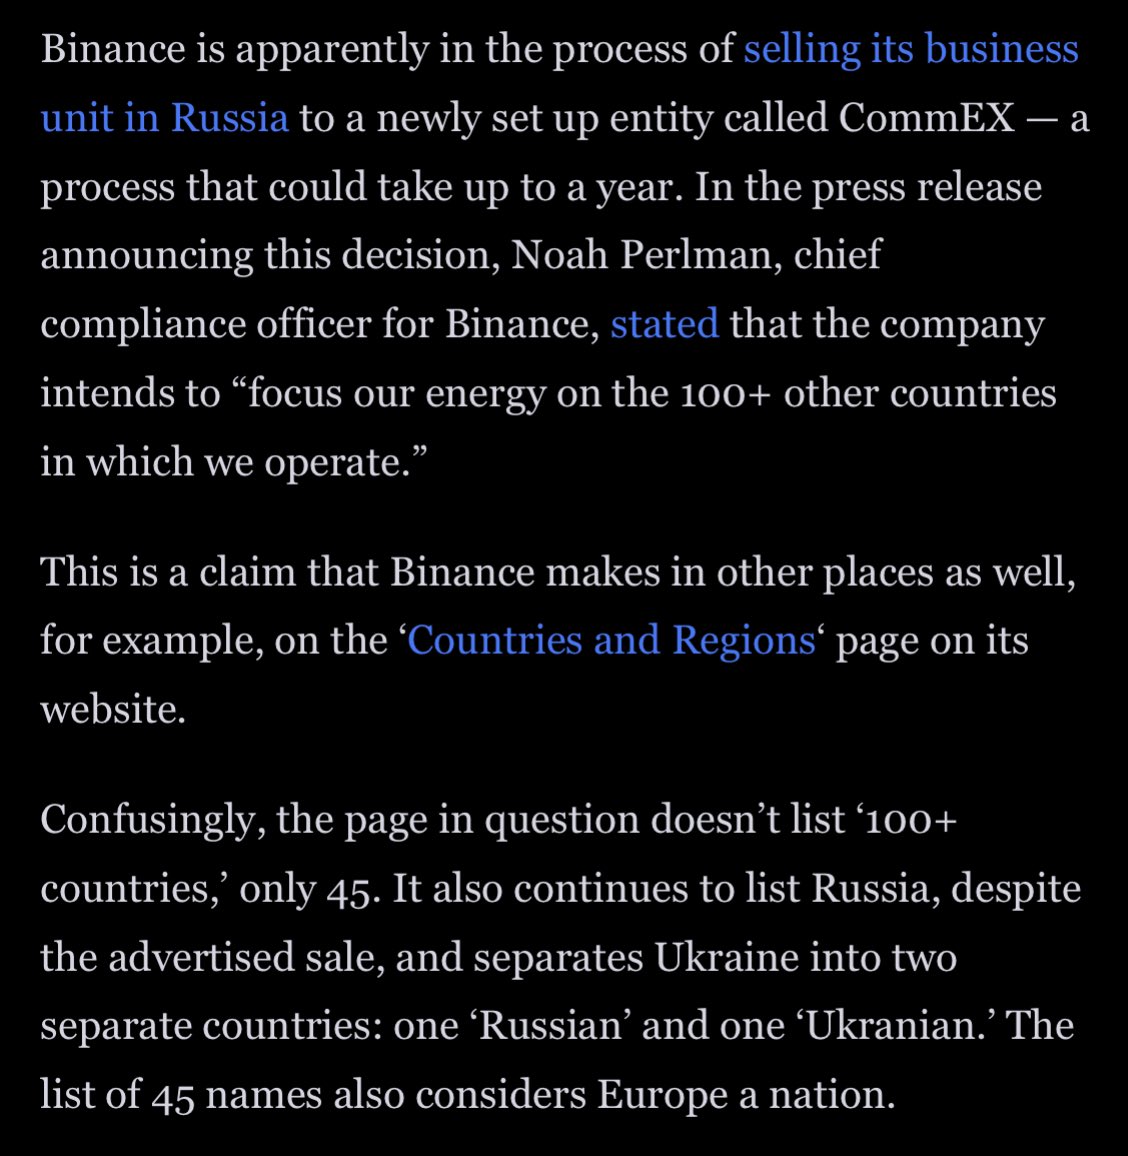 Binance is apparently in the process of selling its business
unit in Russia to a newly set up entity called CommEX — a
process that could take up to a year. In the press release
announcing this decision, Noah Perlman, chief
compliance officer for Binance, stated that the company
intends to “focus our energy on the 100+ other countries
in which we operate.”
This is a claim that Binance makes in other places as well,
for example, on the ‘Countries and Regions‘ page on its
website.
Confusingly, the page in question doesn’t list ‘100+
countries,’ only 45. It also continues to list Russia, despite
the advertised sale, and separates Ukraine into two
separate countries: one ‘Russian’ and one ‘Ukranian.’ The
list of 45 names also considers Europe a nation.